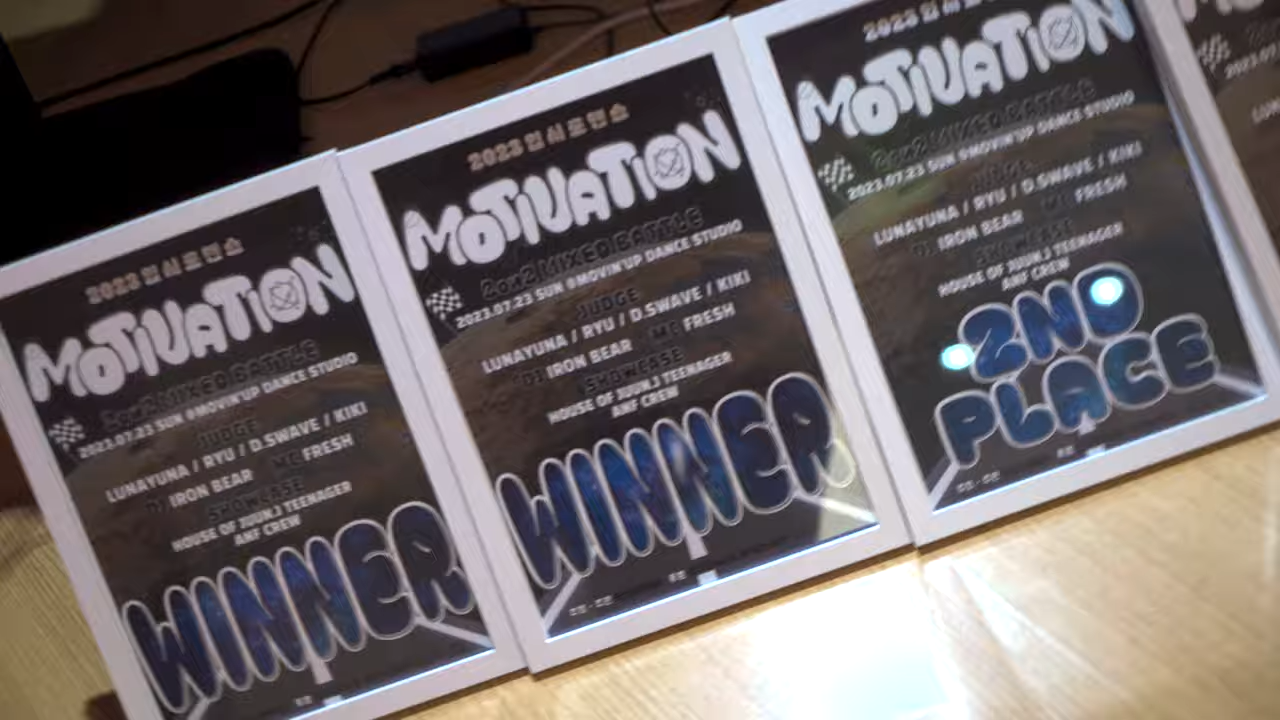 2023
MOTIVATION
2on2 MIXED BATTLE
2023.07.23 SUN @MOVIN'UP DANCE STUDIO
JUDGE
LUNAYUNA / RYU / D.SWAVE / KIKI
DJ IRON BEAR MC FRESH
SHOWCASE
HOUSE OF JUUNJ TEENAGER
ANF CREW
WINNER
2023
MOTIVATION
2on2 MIXED BATTLE
2023.07.23 SUN @MOVIN'UP DANCE STUDIO
JUDGE
LUNAYUNA / RYU / D.SWAVE / KIKI
DJ IRON BEAR MC FRESH
SHOWCASE
HOUSE OF JUUNJ TEENAGER
ANF CREW
WINNER
2023
MOTIVATION
2on2 MIXED BATTLE
2023.07.23 SUN @MOVIN'UP DANCE STUDIO
JUDGE
LUNAYUNA / RYU / D.SWAVE / KIKI
DJ IRON BEAR MC FRESH
SHOWCASE
HOUSE OF JUUNJ TEENAGER
ANF CREW
2ND
PLACE